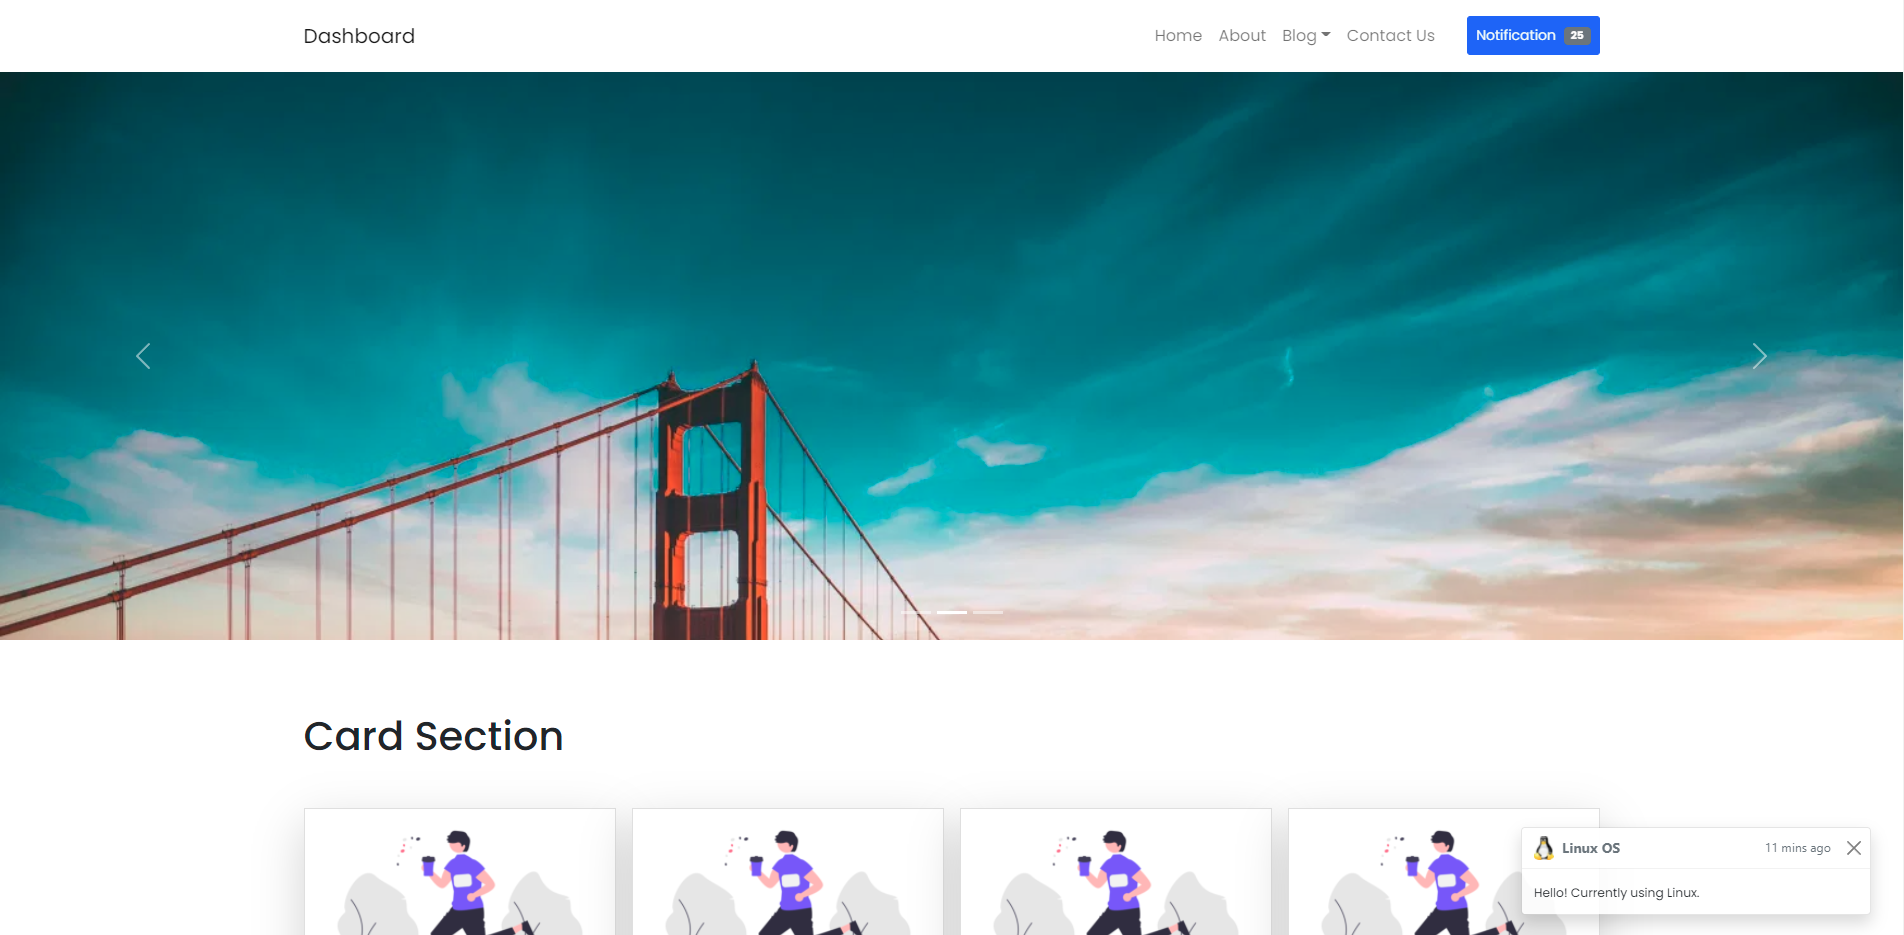 Dashboard
Home About Blog Contact Us Notification 25
Card Section
Linux OS 11 mins ago
Hello! Currently using Linux.